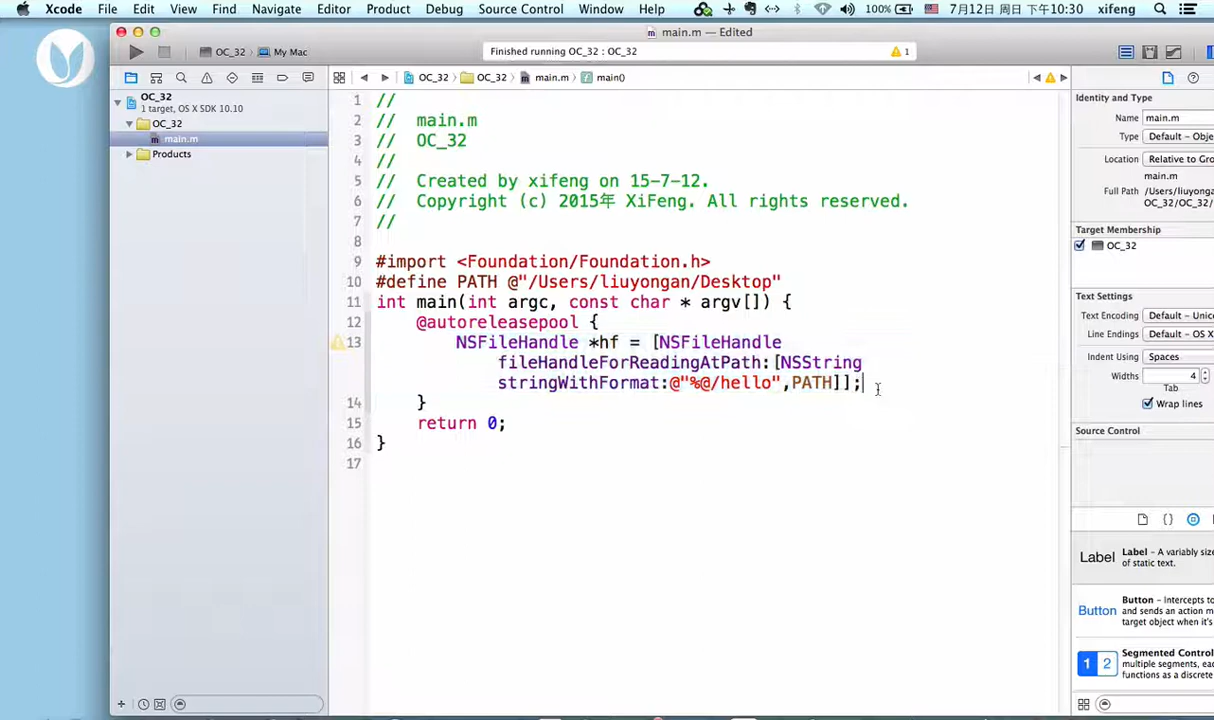 Xcode File Edit View Find Navigate Editor Product Debug Source Control Window Help 100% 7月12日 周日 下午10:30 xifeng
main.m — Edited
OC_32 My Mac Finished running OC_32 : OC_32 1
OC_32 OC_32 main.m main()
OC_32
1 target, OS X SDK 10.10
OC_32
main.m
Products
1 //
2 // main.m
3 // OC_32
4 //
5 // Created by xifeng on 15-7-12.
6 // Copyright (c) 2015年 XiFeng. All rights reserved.
7 //
8
9 #import <Foundation/Foundation.h>
10 #define PATH @"/Users/liuyongan/Desktop"
11 int main(int argc, const char * argv[]) {
12 @autoreleasepool {
13 NSFileHandle *hf = [NSFileHandle
fileHandleForReadingAtPath:[NSString
stringWithFormat:@"%@/hello",PATH]];
14 }
15 return 0;
16 }
17
Identity and Type
Name main.m
Type Default - Obje
Location Relative to Gro
main.m
Full Path /Users/liuyongan
OC_32/OC_32/
Target Membership
OC_32
Text Settings
Text Encoding Default - Unico
Line Endings Default - OS X
Indent Using Spaces
Widths 4
Tab
Wrap lines
Source Control
Label Label - A variably size
of static text.
Button Button - Intercepts
and sends an action m
target object when it's
1 2 Segmented Control
multiple segments, eac
functions as a discrete